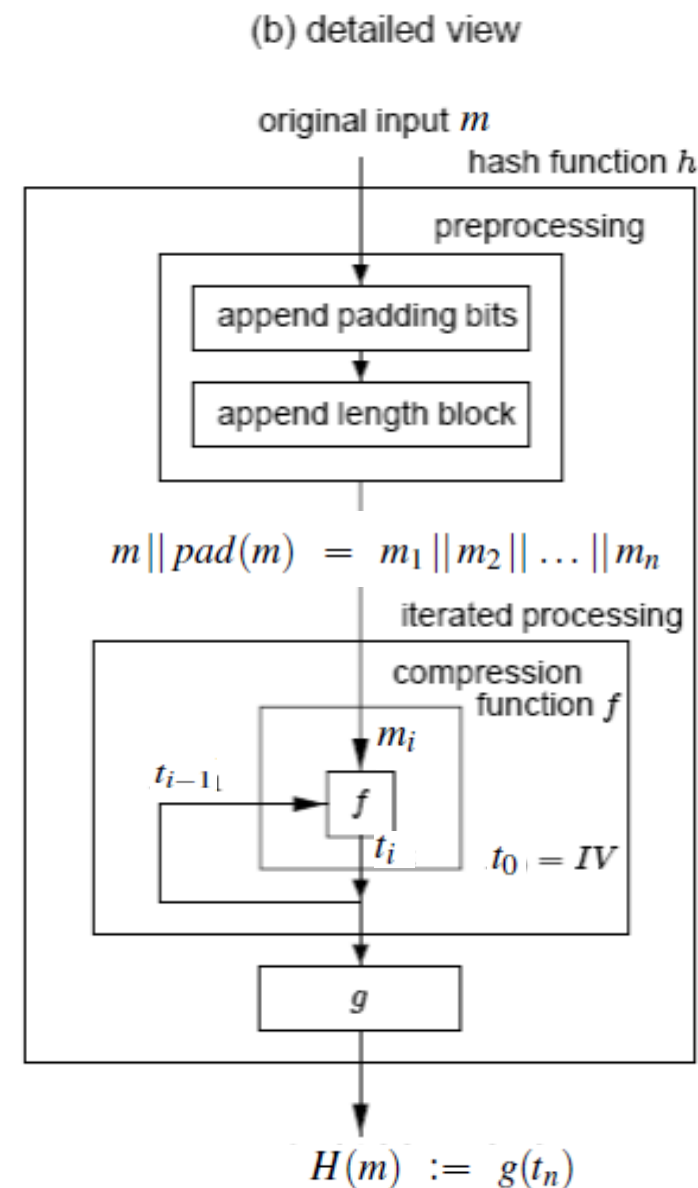 (b) detailed view
original input m
hash function h
preprocessing
append padding bits
append length block
m || pad(m) = m₁ || m₂ || … || mₙ
iterated processing
compression
function f
mᵢ
tᵢ₋₁
f
tᵢ
t₀ = IV
g
H(m) := g(tₙ)